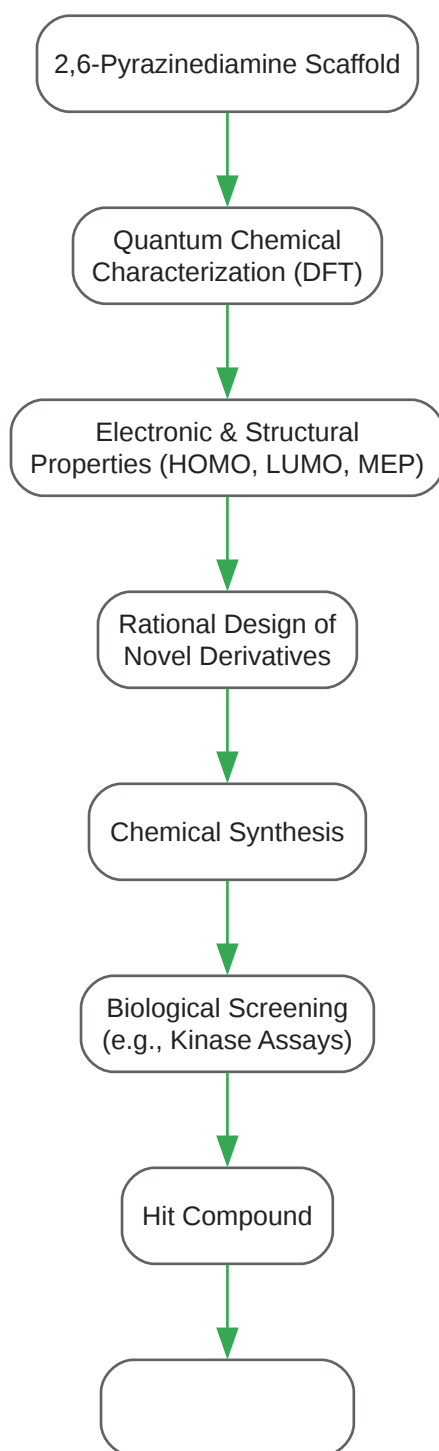 2,6-Pyrazinediamine Scaffold
Quantum Chemical
Characterization (DFT)
Electronic & Structural
Properties (HOMO, LUMO, MEP)
Rational Design of
Novel Derivatives
Chemical Synthesis
Biological Screening
(e.g., Kinase Assays)
Hit Compound